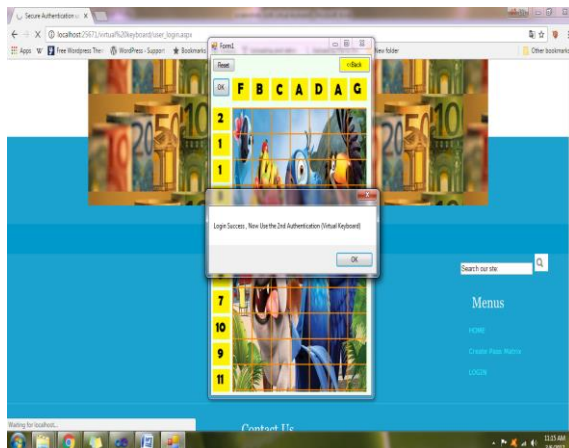 Secure Authentication u
localhost:25671/virtual%20keyboard/user_login.aspx
Apps
Free Wordpress Ther
WordPress › Support
Bookmarks
New folder
Other bookmarks
Form1
Reset
<<Back
OK F B C A D A G
2
1
1
Login Success , Now Use the 2nd Authentication (Virtual Keyboard)
OK
7
10
9
11
20 50 10
Search our site:
Menus
HOME
Create Pass Matrix
LOGIN
Contact Us
Waiting for localhost...
11:15 AM